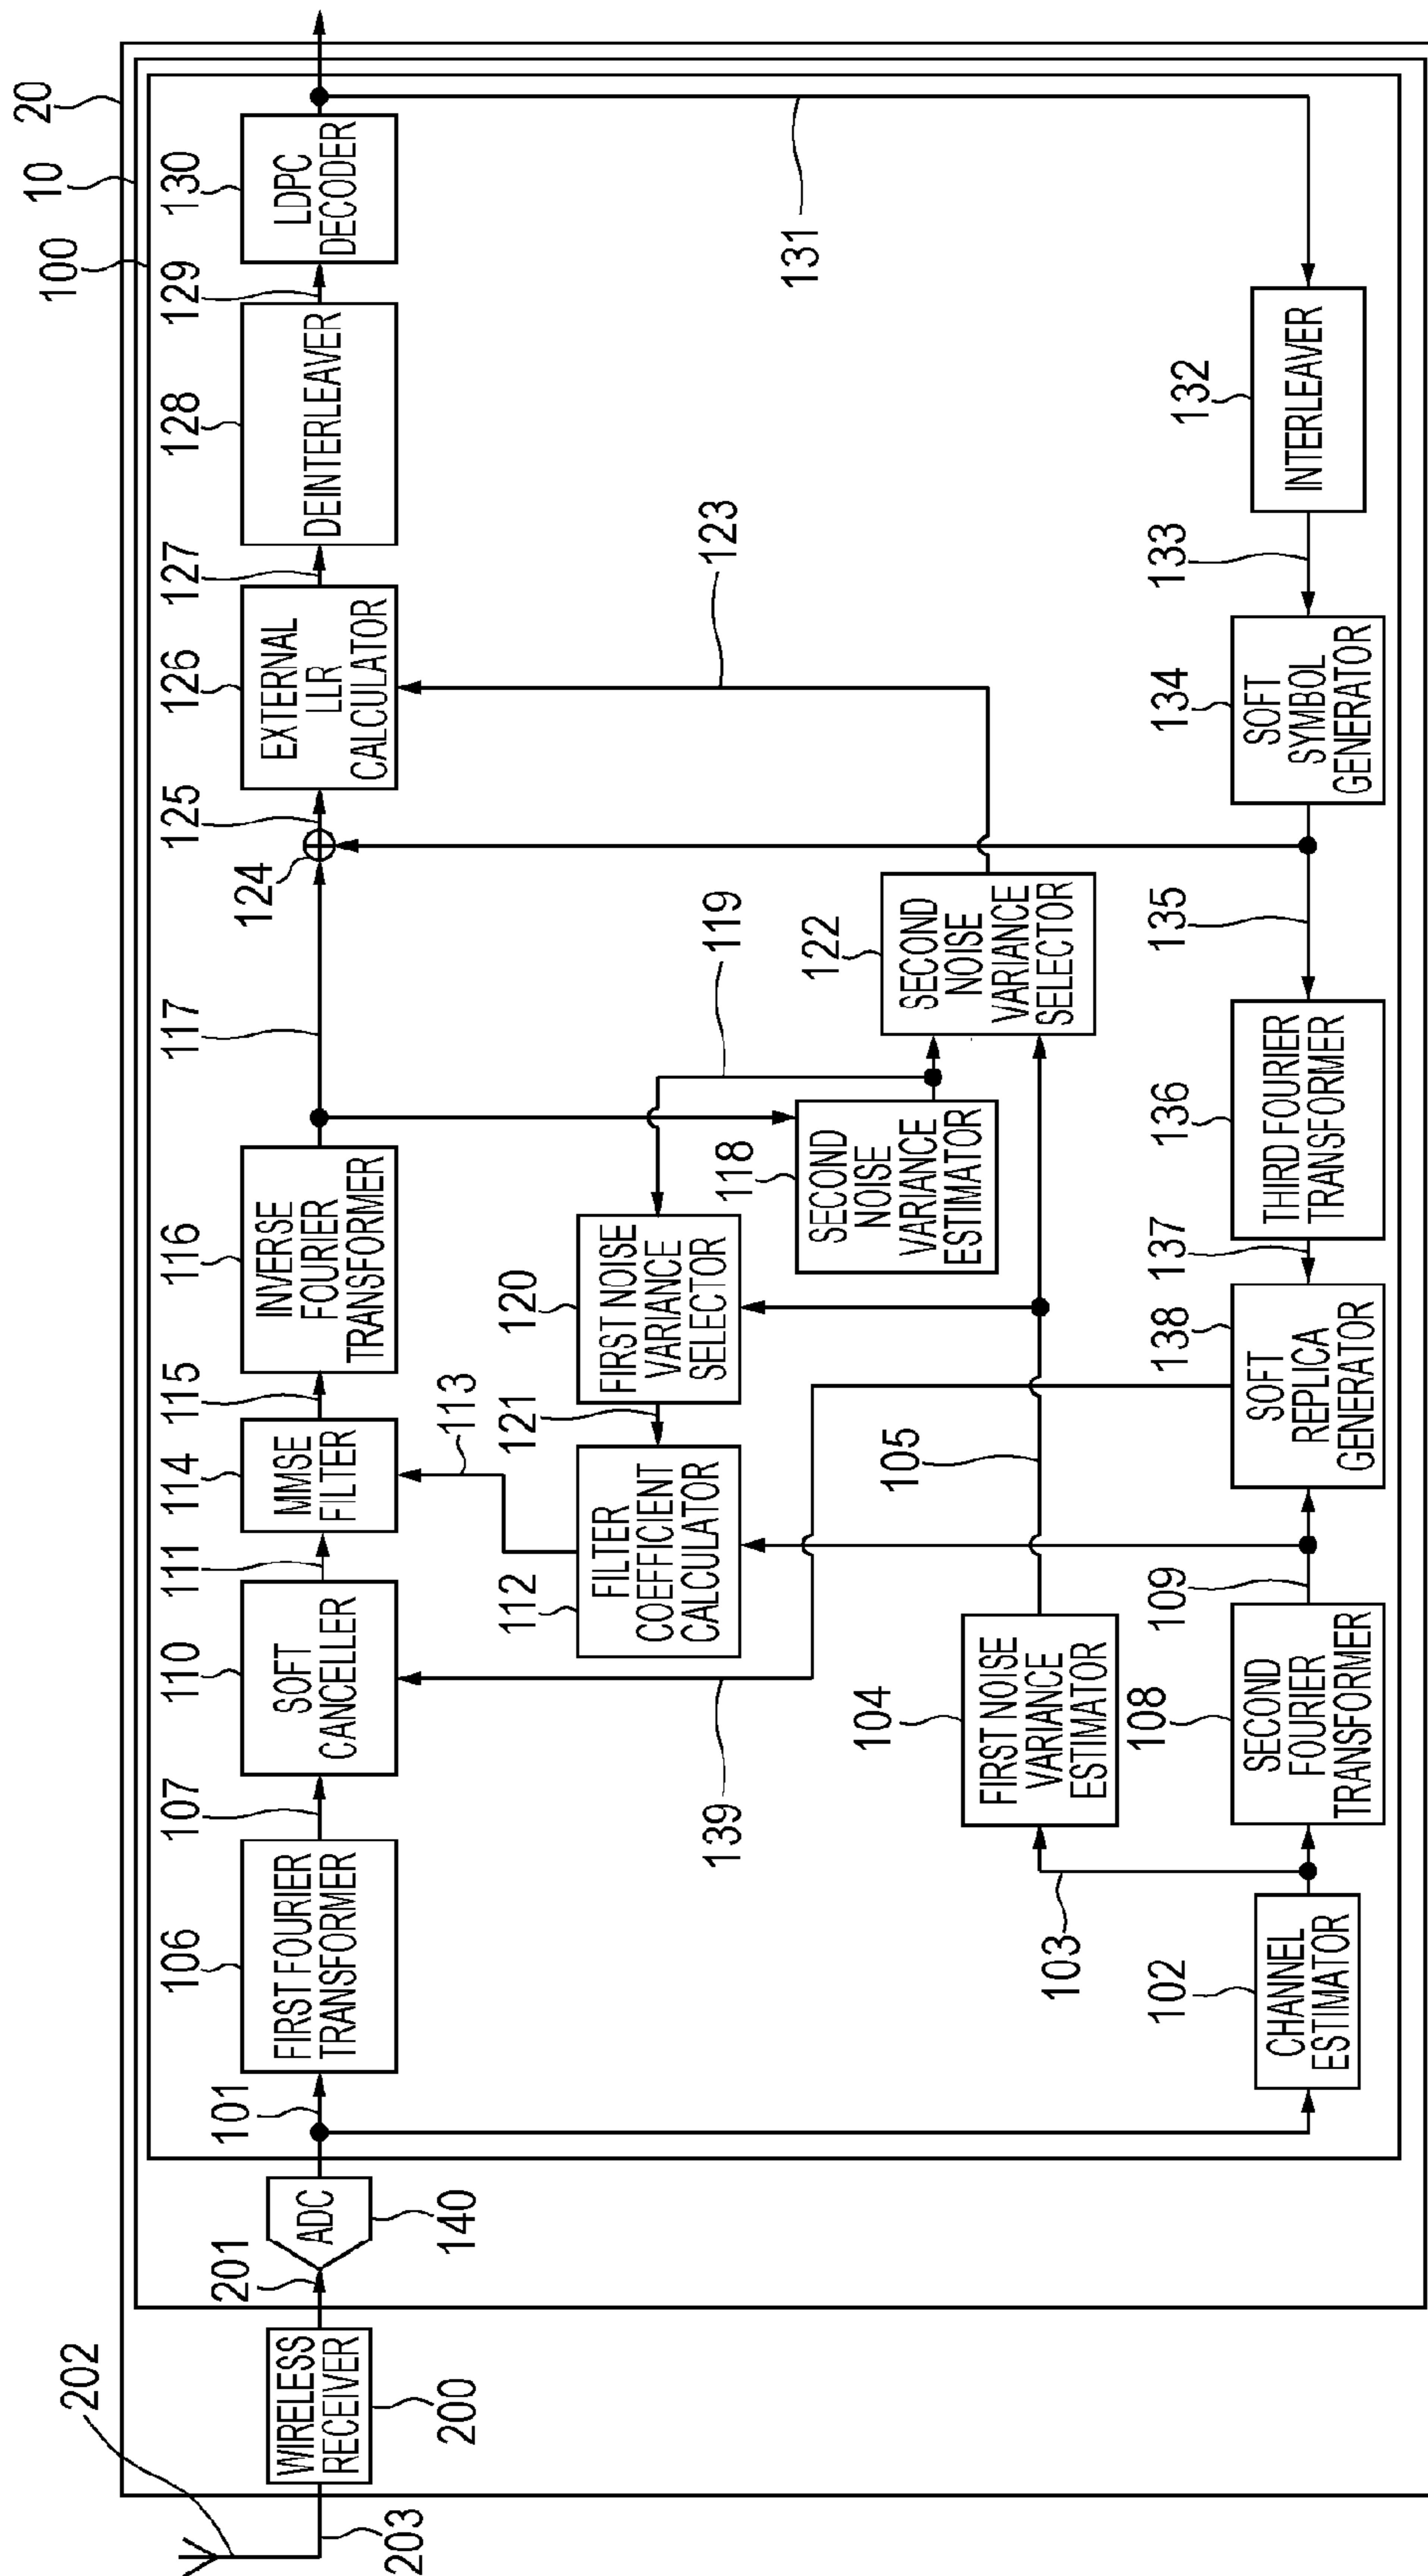 20
10
100
202
203
WIRELESS
RECEIVER
200
201
ADC
140
101
FIRST FOURIER
TRANSFORMER
106
107
SOFT
CANCELLER
110
111
MMSE
FILTER
114
115
INVERSE
FOURIER
TRANSFORMER
116
117
124
125
EXTERNAL
LLR
CALCULATOR
126
127
DEINTERLEAVER
128
129
LDPC
DECODER
130
131
113
FILTER
COEFFICIENT
CALCULATOR
112
121
FIRST NOISE
VARIANCE
SELECTOR
120
119
SECOND
NOISE
VARIANCE
ESTIMATOR
118
SECOND
NOISE
VARIANCE
SELECTOR
122
123
139
FIRST NOISE
VARIANCE
ESTIMATOR
104
105
103
CHANNEL
ESTIMATOR
102
SECOND
FOURIER
TRANSFORMER
108
109
SOFT
REPLICA
GENERATOR
138
137
THIRD FOURIER
TRANSFORMER
136
135
SOFT
SYMBOL
GENERATOR
134
133
INTERLEAVER
132